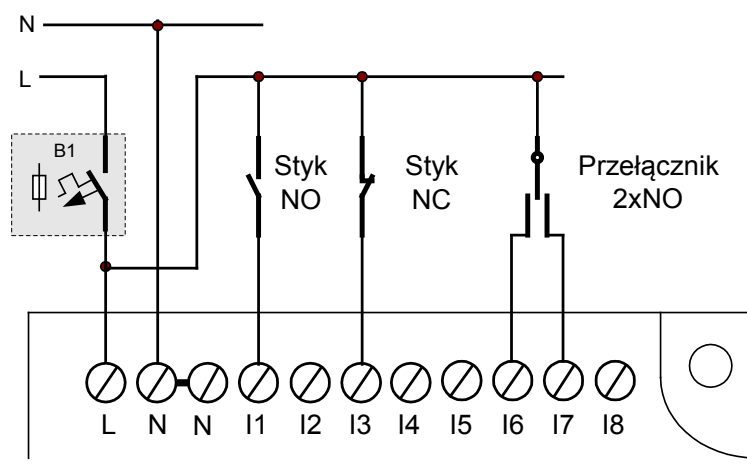 N
L
B1
Styk
NO
Styk
NC
Przełącznik
2xNO
L N N I1 I2 I3 I4 I5 I6 I7 I8